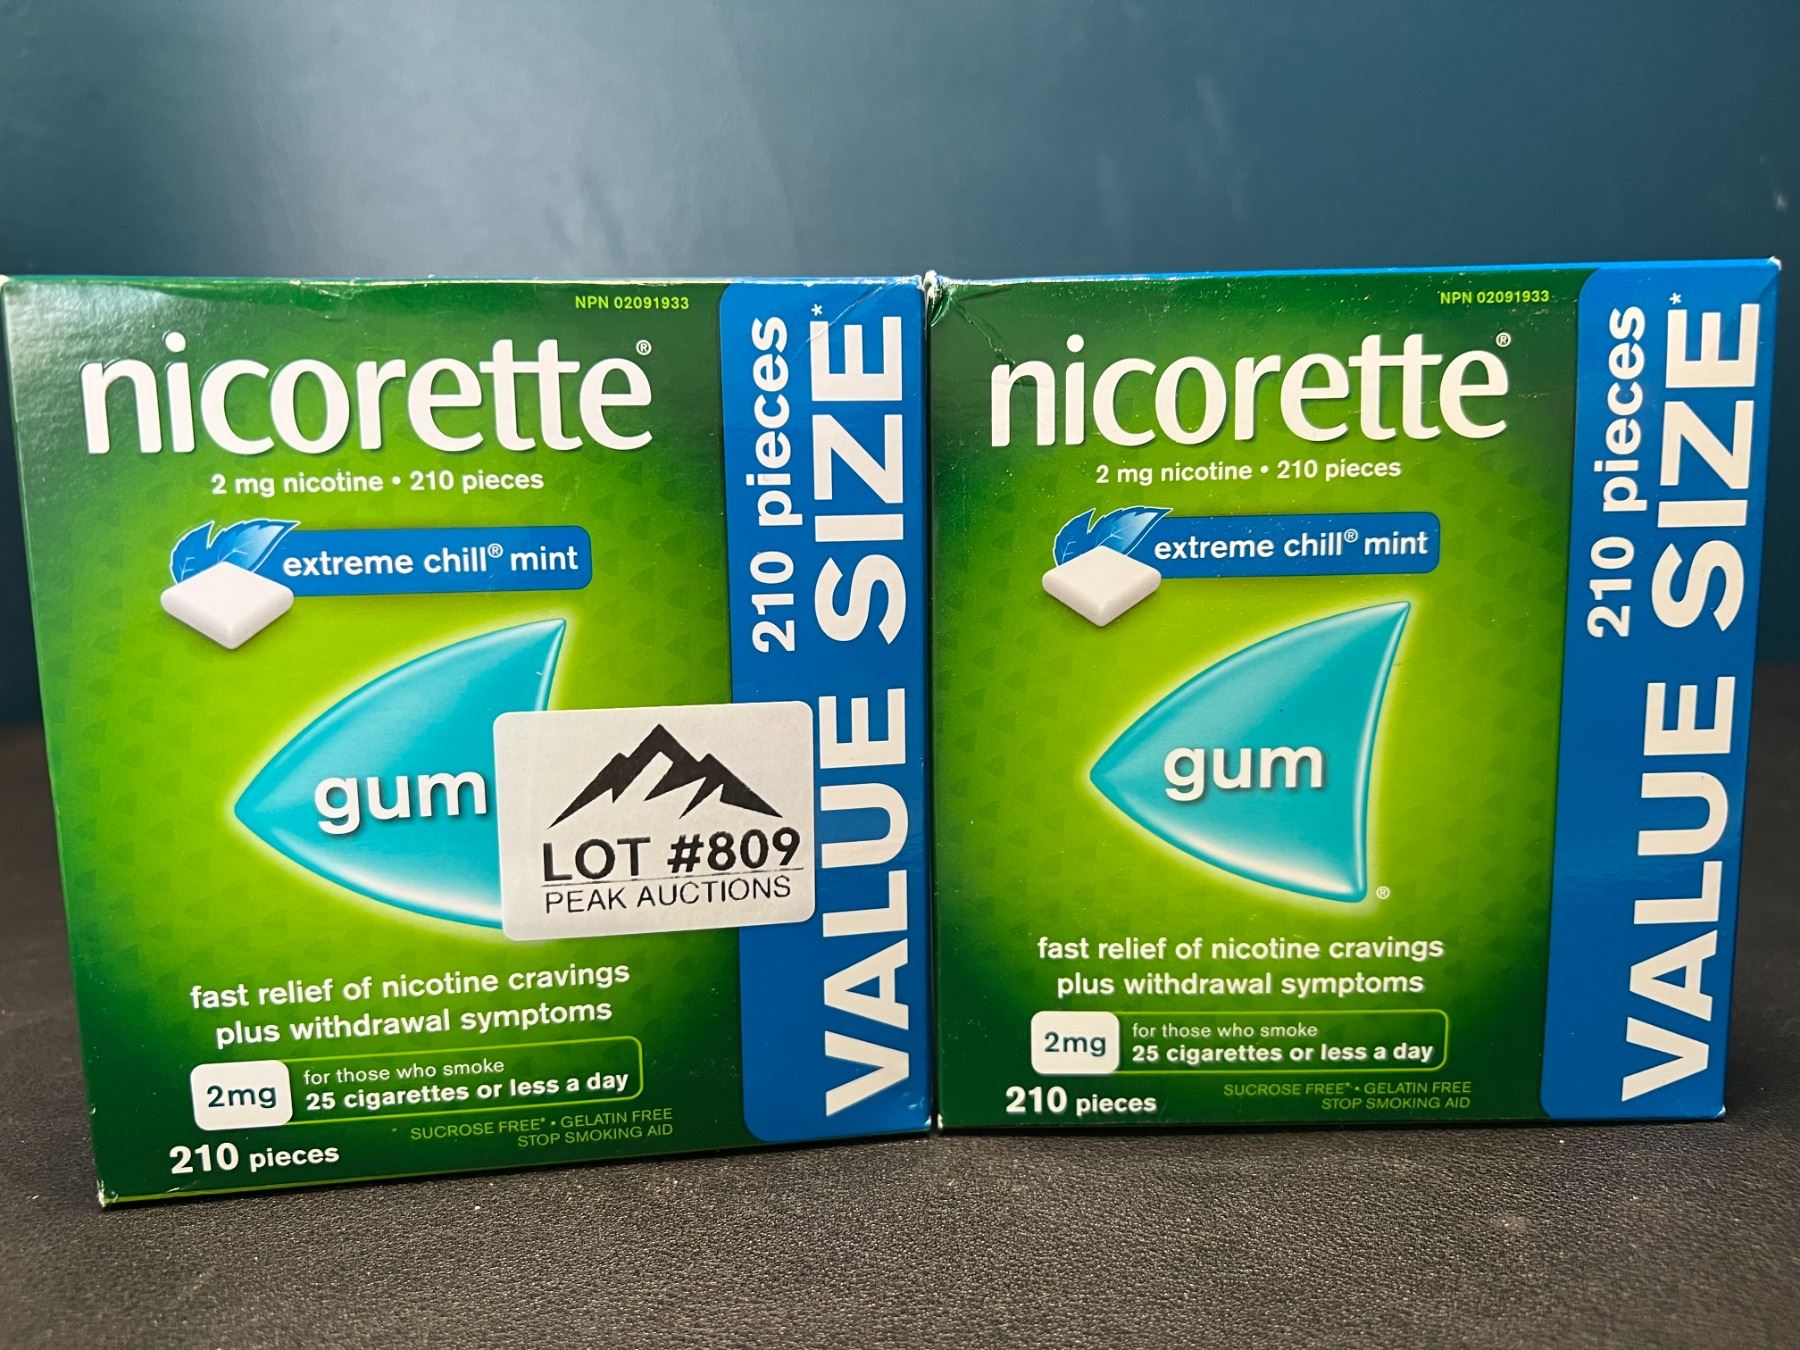 NPN 02091933
nicorette®
2 mg nicotine • 210 pieces
extreme chill® mint
gum
LOT #809
PEAK AUCTIONS
fast relief of nicotine cravings
plus withdrawal symptoms
2mg
for those who smoke
25 cigarettes or less a day
SUCROSE FREE* • GELATIN FREE
STOP SMOKING AID
210 pieces
210 pieces
VALUE SIZE*
NPN 02091933
nicorette®
2 mg nicotine • 210 pieces
extreme chill® mint
gum
®
fast relief of nicotine cravings
plus withdrawal symptoms
2mg
for those who smoke
25 cigarettes or less a day
SUCROSE FREE* • GELATIN FREE
STOP SMOKING AID
210 pieces
210 pieces
VALUE SIZE*